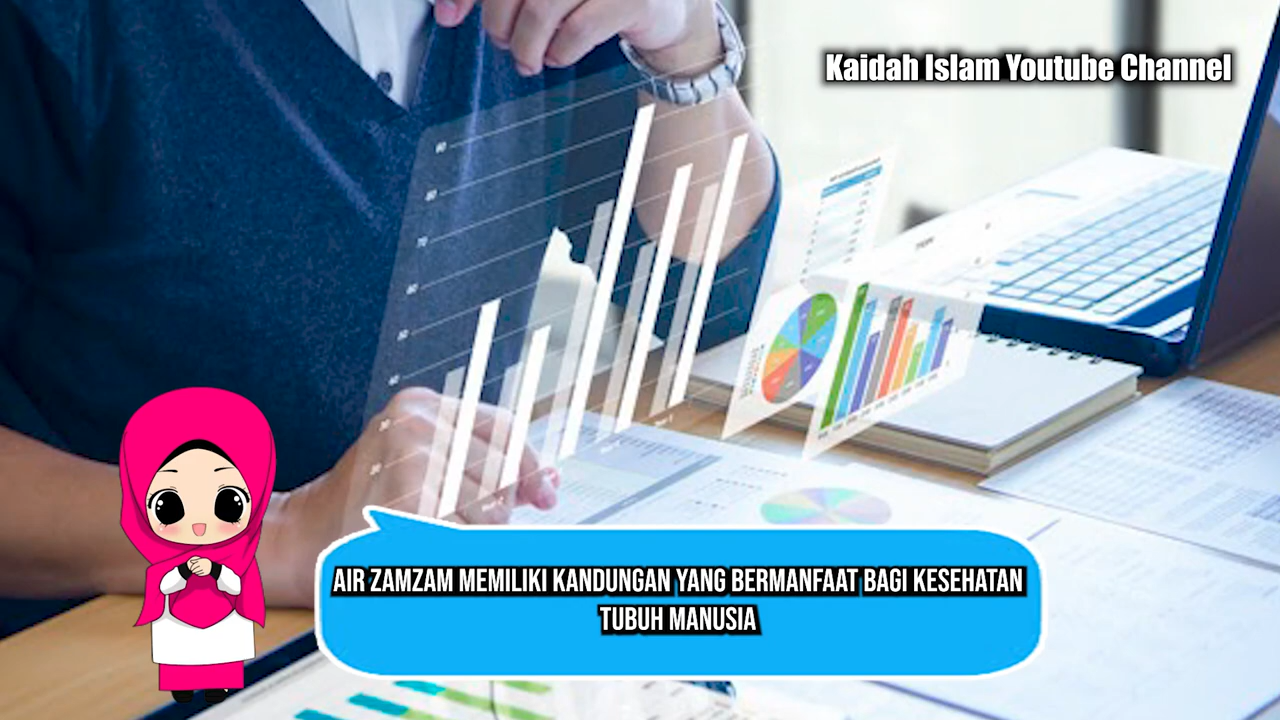 Kaidah Islam Youtube Channel
AIR ZAMZAM MEMILIKI KANDUNGAN YANG BERMANFAAT BAGI KESEHATAN
TUBUH MANUSIA